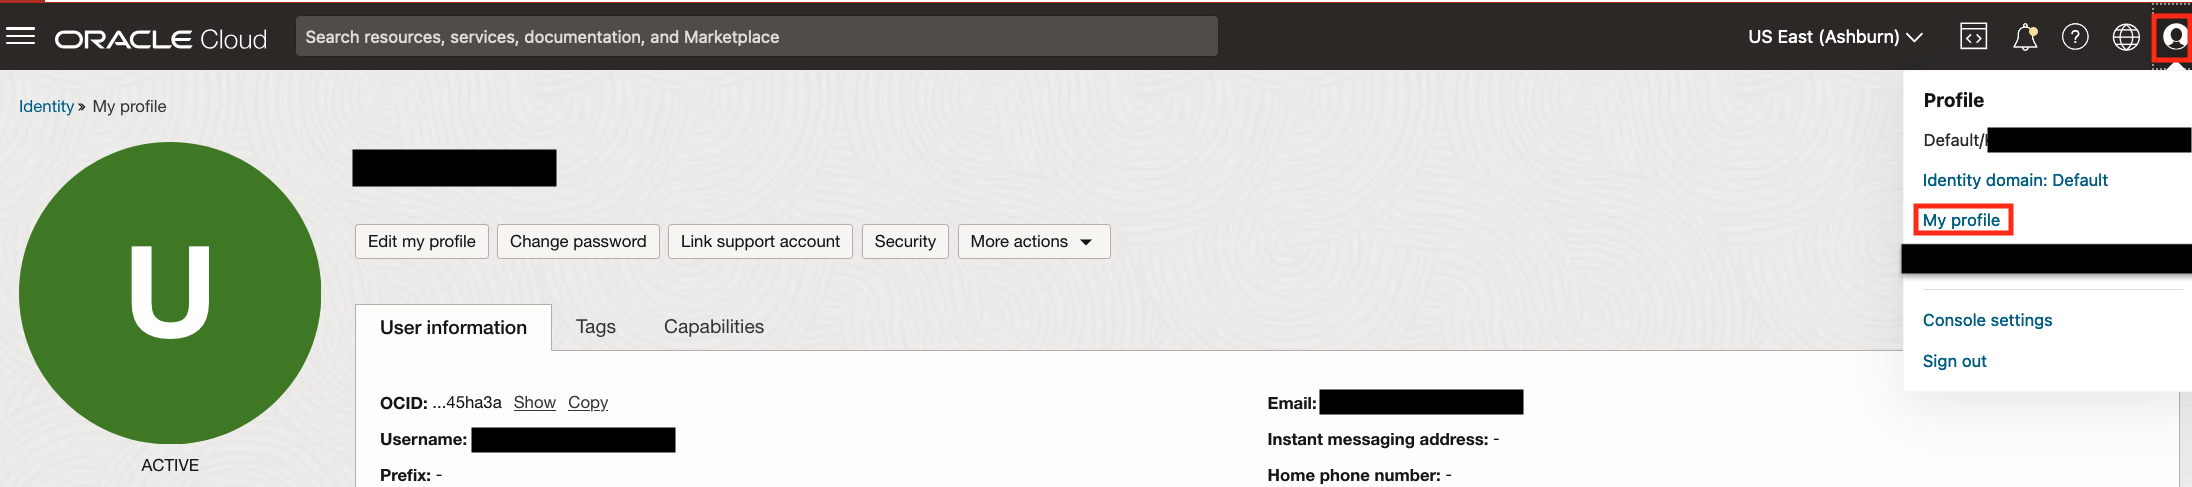 ORACLE Cloud
Search resources, services, documentation, and Marketplace
US East (Ashburn)
Identity » My profile
U
ACTIVE
Edit my profile
Change password
Link support account
Security
More actions
User information
Tags
Capabilities
OCID: ...45ha3a Show Copy
Username:
Prefix: -
Email:
Instant messaging address: -
Home phone number: -
Profile
Default/
Identity domain: Default
My profile
Console settings
Sign out